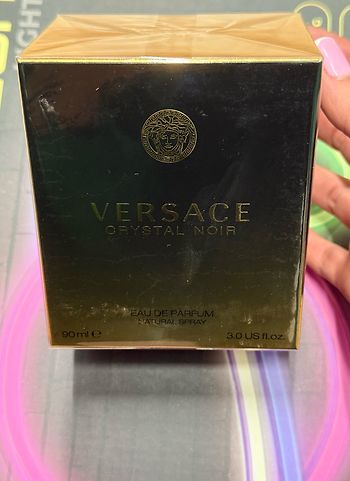 VERSACE
CRYSTAL NOIR
EAU DE PARFUM
NATURAL SPRAY
90 ml ℮ 3.0 US fl.oz.